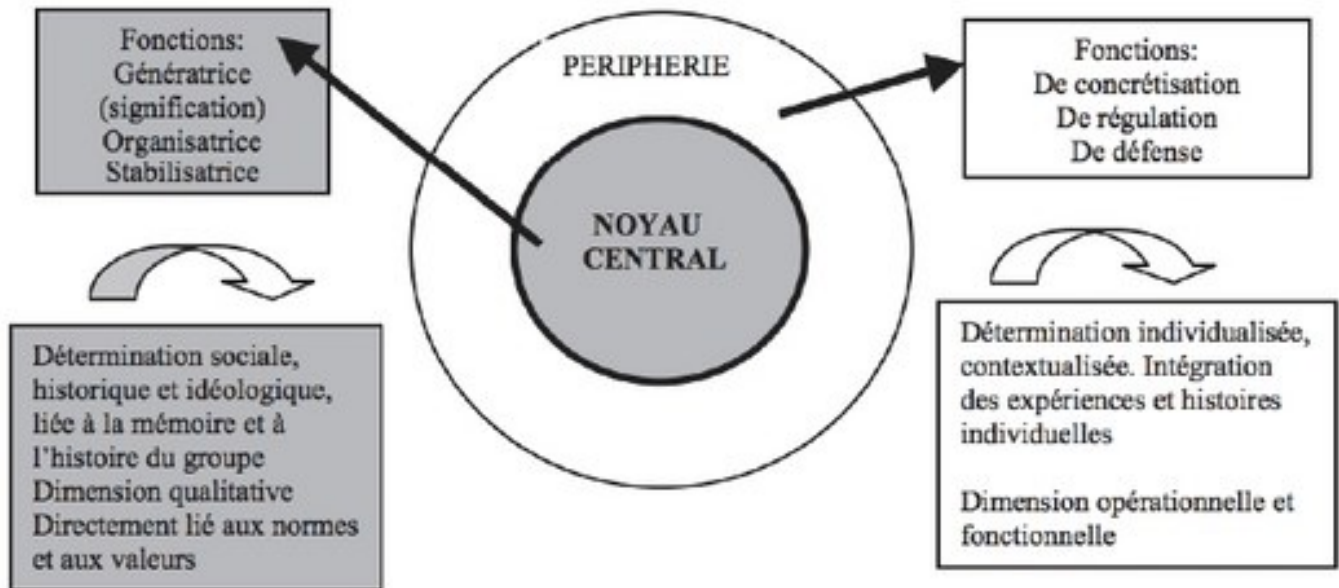 Fonctions:
Génératrice
(signification)
Organisatrice
Stabilisatrice
PERIPHERIE
NOYAU
CENTRAL
Fonctions:
De concrétisation
De régulation
De défense
Détermination sociale,
historique et idéologique,
liée à la mémoire et à
l'histoire du groupe
Dimension qualitative
Directement lié aux normes
et aux valeurs
Détermination individualisée,
contextualisée. Intégration
des expériences et histoires
individuelles
Dimension opérationnelle et
fonctionnelle